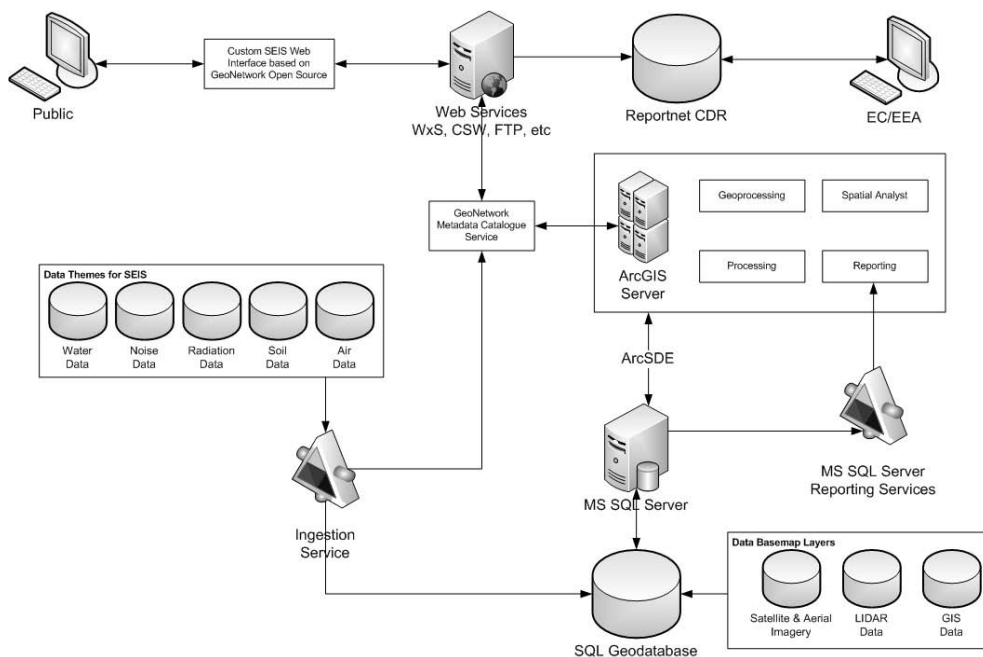 Custom SEIS Web
Interface based on
GeoNetwork Open Source
Public
Web Services
WxS, CSW, FTP, etc
Reportnet CDR
EC/EEA
GeoNetwork
Metadata Catalogue
Service
ArcGIS
Server
Geoprocessing
Spatial Analyst
Processing
Reporting
Data Themes for SEIS
Water
Data
Noise
Data
Radiation
Data
Soil
Data
Air
Data
ArcSDE
Ingestion
Service
MS SQL Server
MS SQL Server
Reporting Services
SQL Geodatabase
Data Basemap Layers
Satellite & Aerial
Imagery
LIDAR
Data
GIS
Data